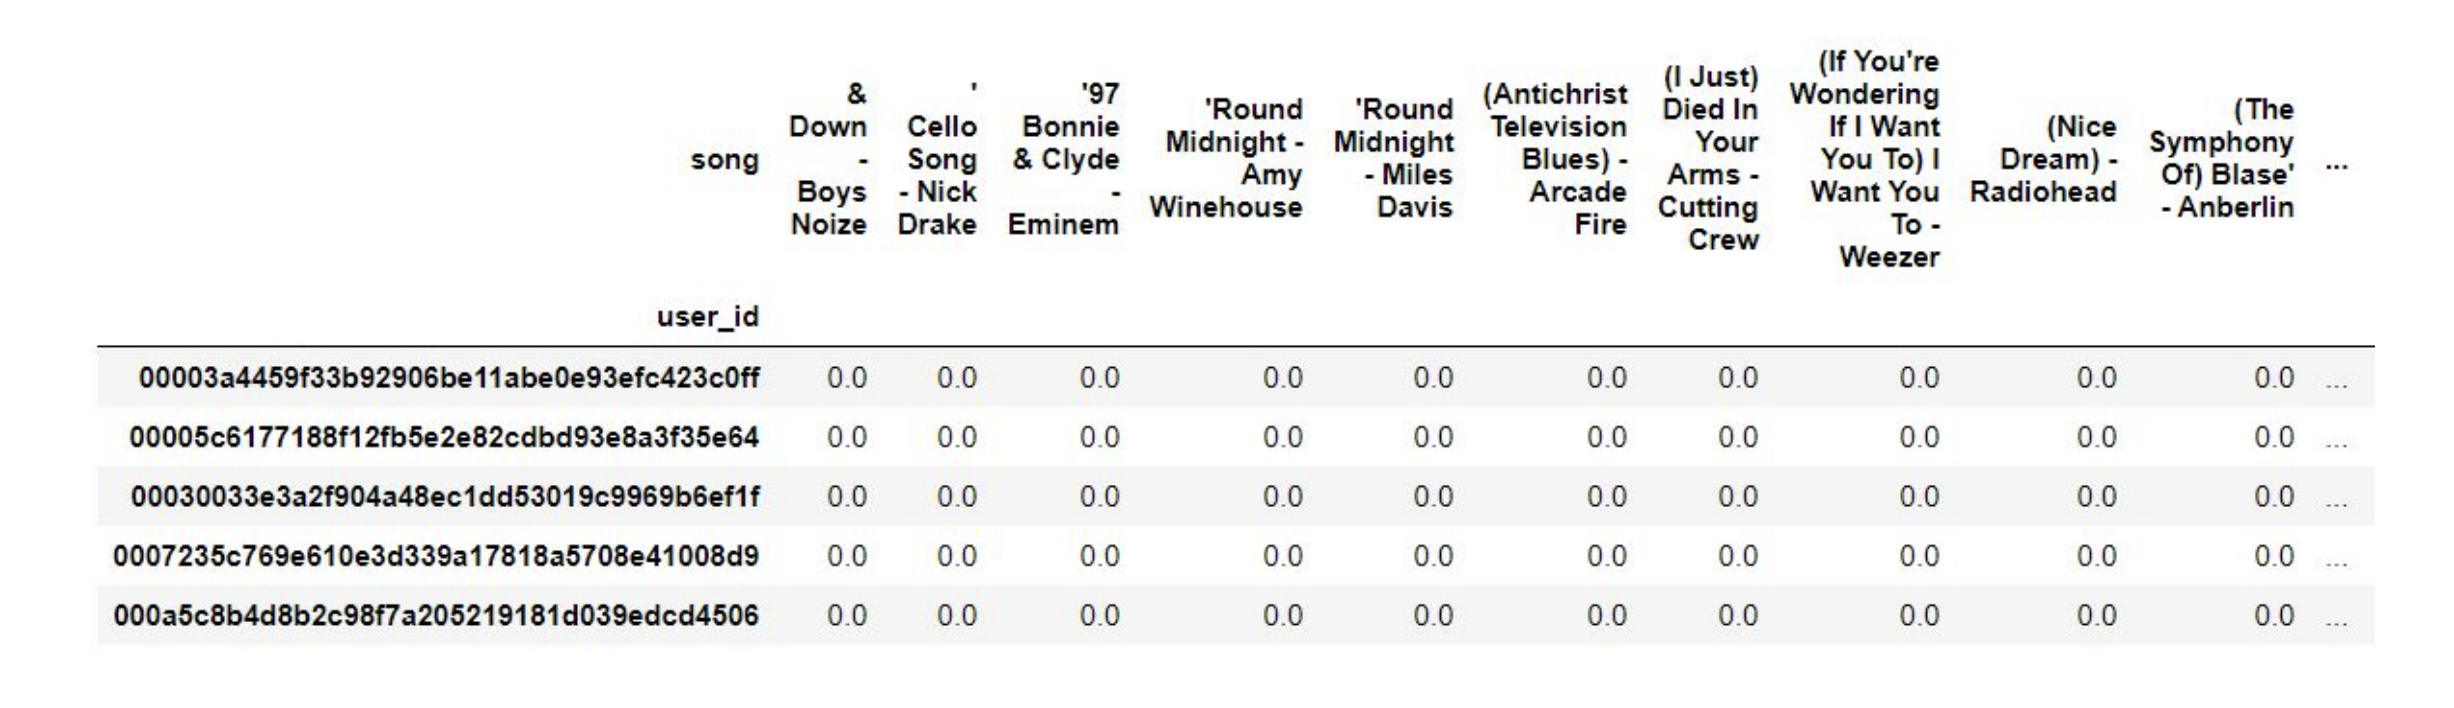 song & Down - Boys Noize ' Cello Song - Nick Drake '97 Bonnie & Clyde - Eminem 'Round Midnight - Amy Winehouse 'Round Midnight - Miles Davis (Antichrist Television Blues) - Arcade Fire (I Just) Died In Your Arms - Cutting Crew (If You're Wondering If I Want You To) I Want You To - Weezer (Nice Dream) - Radiohead (The Symphony Of) Blase' - Anberlin ...
user_id
00003a4459f33b92906be11abe0e93efc423c0ff 0.0 0.0 0.0 0.0 0.0 0.0 0.0 0.0 0.0 0.0 ...
00005c6177188f12fb5e2e82cdbd93e8a3f35e64 0.0 0.0 0.0 0.0 0.0 0.0 0.0 0.0 0.0 0.0 ...
00030033e3a2f904a48ec1dd53019c9969b6ef1f 0.0 0.0 0.0 0.0 0.0 0.0 0.0 0.0 0.0 0.0 ...
0007235c769e610e3d339a17818a5708e41008d9 0.0 0.0 0.0 0.0 0.0 0.0 0.0 0.0 0.0 0.0 ...
000a5c8b4d8b2c98f7a205219181d039edcd4506 0.0 0.0 0.0 0.0 0.0 0.0 0.0 0.0 0.0 0.0 ...